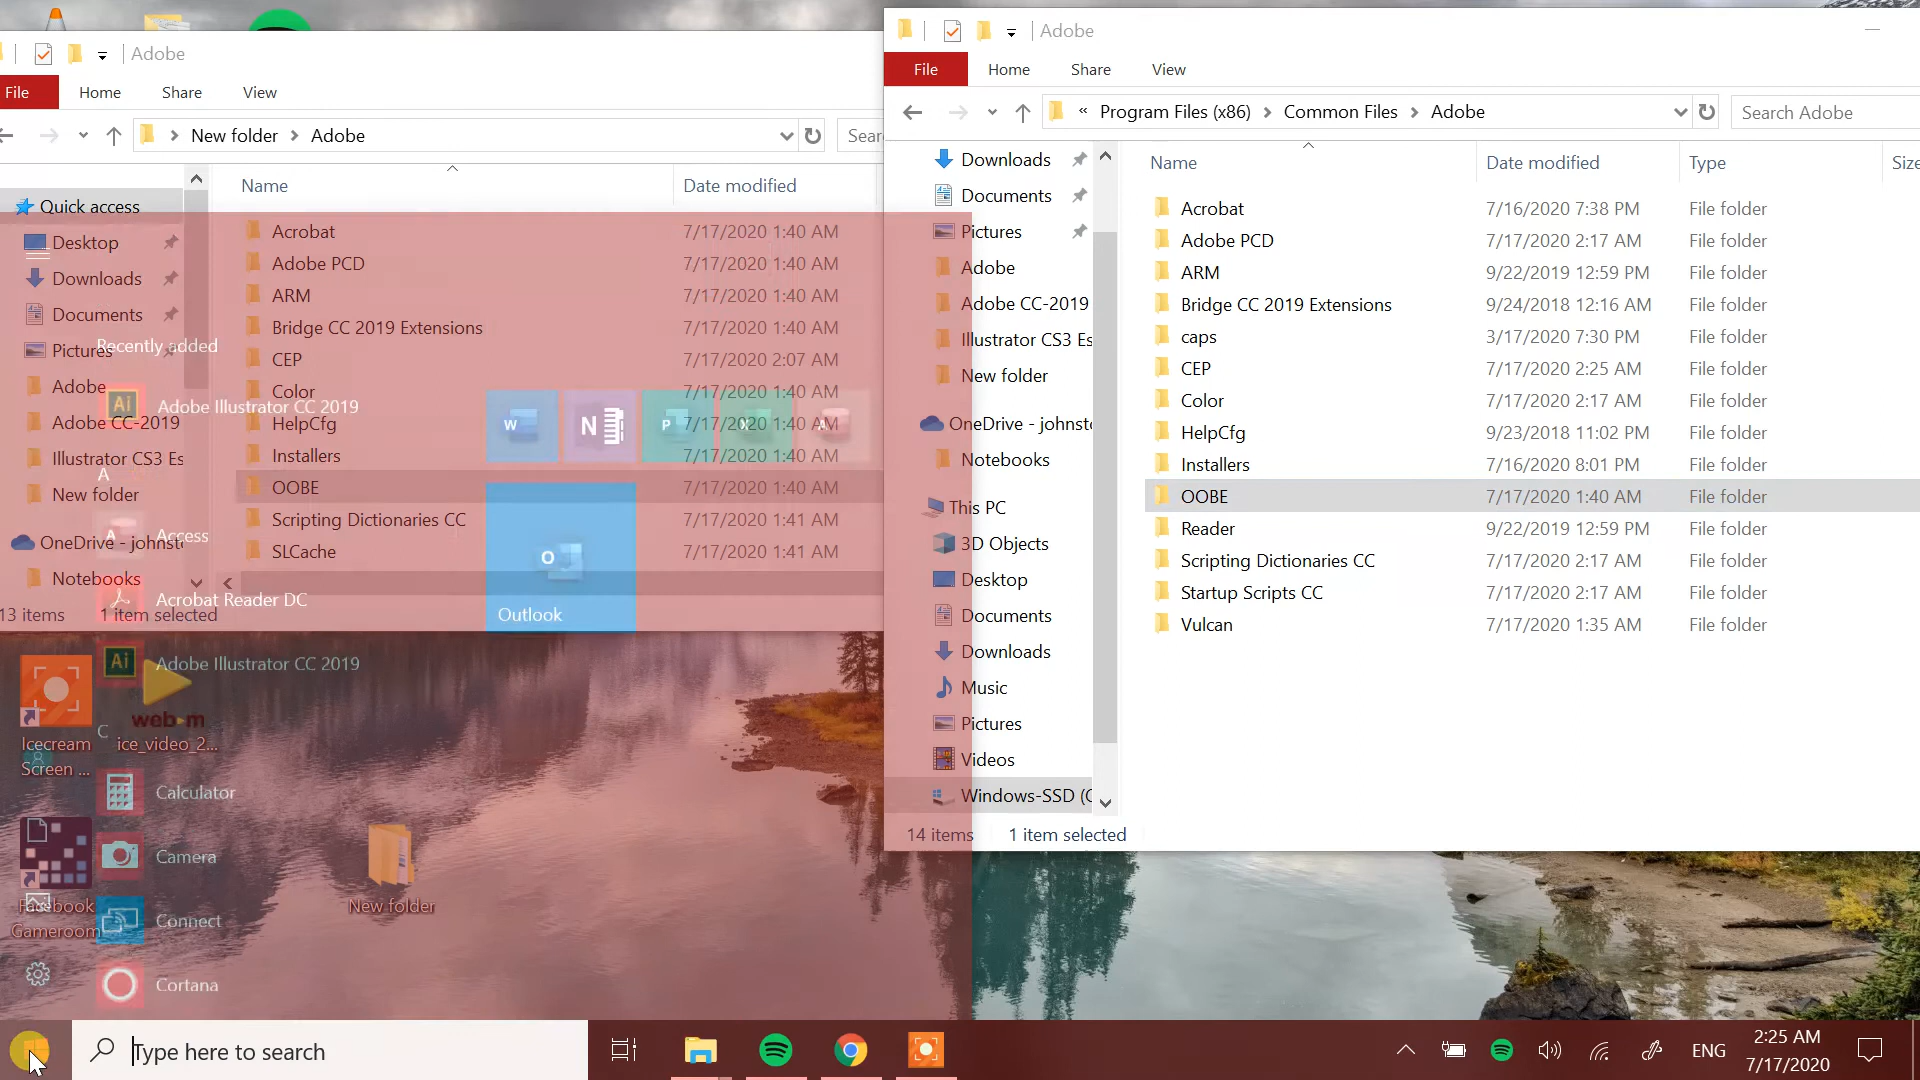 Adobe
File Home Share View
New folder Adobe
Sear
Name Date modified
Quick access
Desktop
Downloads
Documents
Pictures
Adobe
Adobe CC-2019
Illustrator CS3 Es
New folder
OneDrive - johnst
Notebooks
Acrobat 7/17/2020 1:40 AM
Adobe PCD 7/17/2020 1:40 AM
ARM 7/17/2020 1:40 AM
Bridge CC 2019 Extensions 7/17/2020 1:40 AM
CEP 7/17/2020 2:07 AM
Color 7/17/2020 1:40 AM
HelpCfg 7/17/2020 1:40 AM
Installers 7/17/2020 1:40 AM
OOBE 7/17/2020 1:40 AM
Scripting Dictionaries CC 7/17/2020 1:41 AM
SLCache 7/17/2020 1:41 AM
13 items 1 item selected
Recently added
Adobe Illustrator CC 2019
A
Access
Acrobat Reader DC
Adobe Illustrator CC 2019
C
Calculator
Camera
Connect
Cortana
Outlook
Icecream
Screen ...
web-m
ice_video_2...
Facebook
Gameroom
New folder
Adobe
File Home Share View
« Program Files (x86) Common Files Adobe
Search Adobe
Name Date modified Type Size
Downloads
Documents
Pictures
Adobe
Adobe CC-2019
Illustrator CS3 Es
New folder
OneDrive - johnst
Notebooks
This PC
3D Objects
Desktop
Documents
Downloads
Music
Pictures
Videos
Windows-SSD (C
Acrobat 7/16/2020 7:38 PM File folder
Adobe PCD 7/17/2020 2:17 AM File folder
ARM 9/22/2019 12:59 PM File folder
Bridge CC 2019 Extensions 9/24/2018 12:16 AM File folder
caps 3/17/2020 7:30 PM File folder
CEP 7/17/2020 2:25 AM File folder
Color 7/17/2020 2:17 AM File folder
HelpCfg 9/23/2018 11:02 PM File folder
Installers 7/16/2020 8:01 PM File folder
OOBE 7/17/2020 1:40 AM File folder
Reader 9/22/2019 12:59 PM File folder
Scripting Dictionaries CC 7/17/2020 2:17 AM File folder
Startup Scripts CC 7/17/2020 2:17 AM File folder
Vulcan 7/17/2020 1:35 AM File folder
14 items 1 item selected
Type here to search
ENG
2:25 AM
7/17/2020